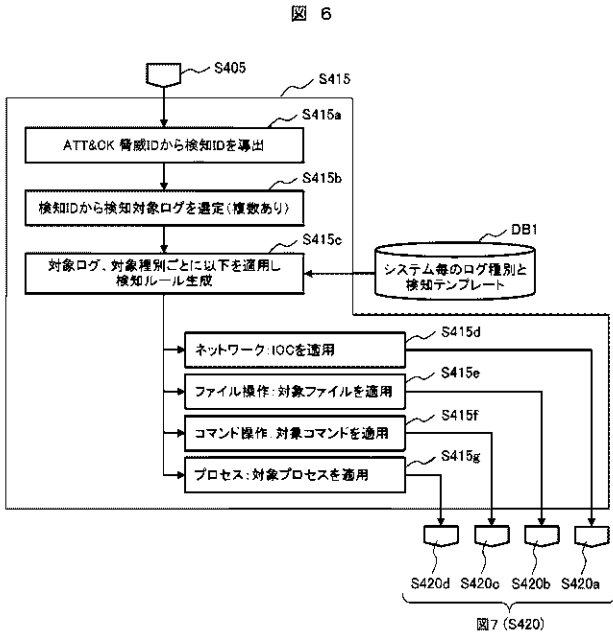 図 6
S405
S415
S415a
ATT&CK 脅威IDから検知IDを導出
S415b
検知IDから検知対象ログを選定(複数あり)
S415c
対象ログ、対象種別ごとに以下を適用し
検知ルール生成
DB1
システム毎のログ種別と
検知テンプレート
S415d
ネットワーク:IOCを適用
S415e
ファイル操作:対象ファイルを適用
S415f
コマンド操作:対象コマンドを適用
S415g
プロセス:対象プロセスを適用
S420d S420c S420b S420a
図7(S420)